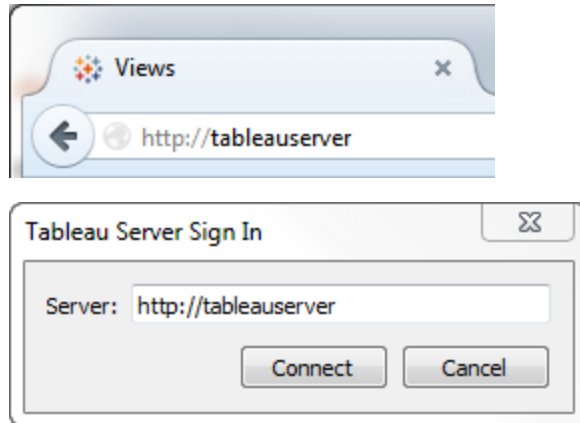 Views
http://tableauserver
Tableau Server Sign In
Server: http://tableauserver
Connect Cancel